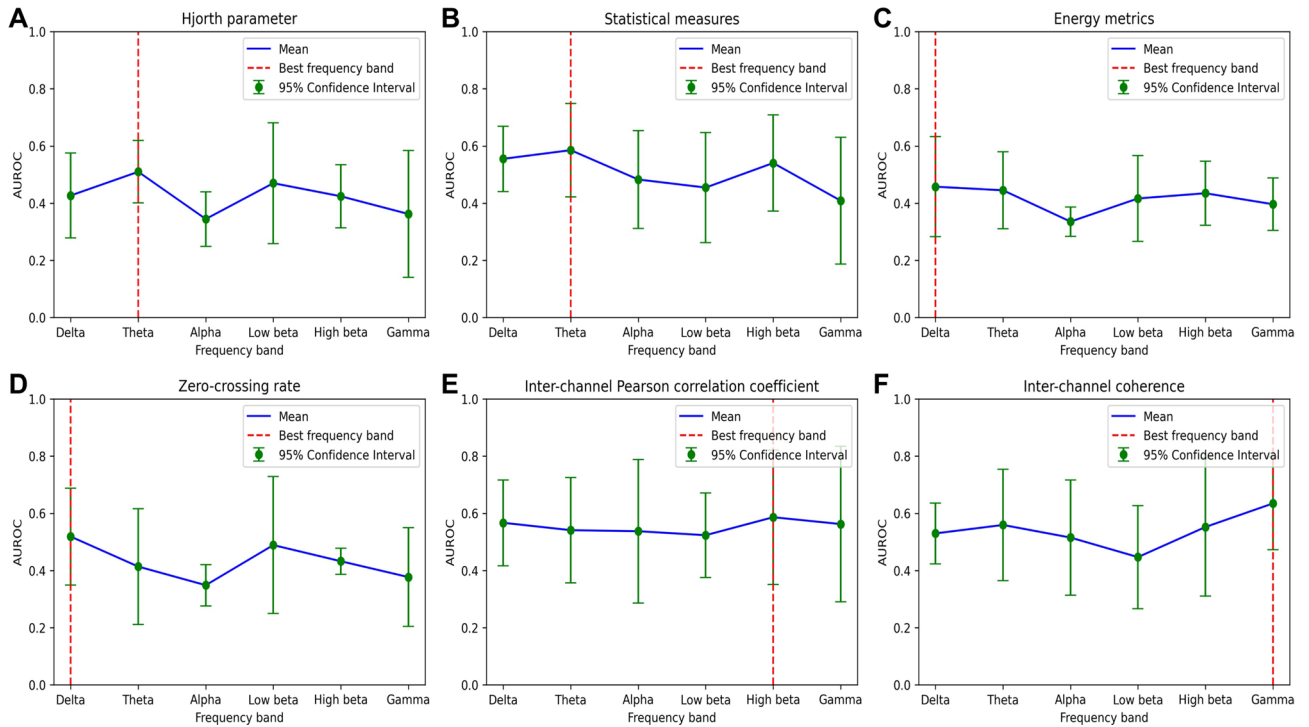 A
Hjorth parameter
1.0
0.8
0.6
0.4
0.2
0.0
AUROC
Mean
Best frequency band
95% Confidence Interval
Delta Theta Alpha Low beta High beta Gamma
Frequency band
B
Statistical measures
1.0
0.8
0.6
0.4
0.2
0.0
AUROC
Mean
Best frequency band
95% Confidence Interval
Delta Theta Alpha Low beta High beta Gamma
Frequency band
C
Energy metrics
1.0
0.8
0.6
0.4
0.2
0.0
AUROC
Mean
Best frequency band
95% Confidence Interval
Delta Theta Alpha Low beta High beta Gamma
Frequency band
D
Zero-crossing rate
1.0
0.8
0.6
0.4
0.2
0.0
AUROC
Mean
Best frequency band
95% Confidence Interval
Delta Theta Alpha Low beta High beta Gamma
Frequency band
E
Inter-channel Pearson correlation coefficient
1.0
0.8
0.6
0.4
0.2
0.0
AUROC
Mean
Best frequency band
95% Confidence Interval
Delta Theta Alpha Low beta High beta Gamma
Frequency band
F
Inter-channel coherence
1.0
0.8
0.6
0.4
0.2
0.0
AUROC
Mean
Best frequency band
95% Confidence Interval
Delta Theta Alpha Low beta High beta Gamma
Frequency band